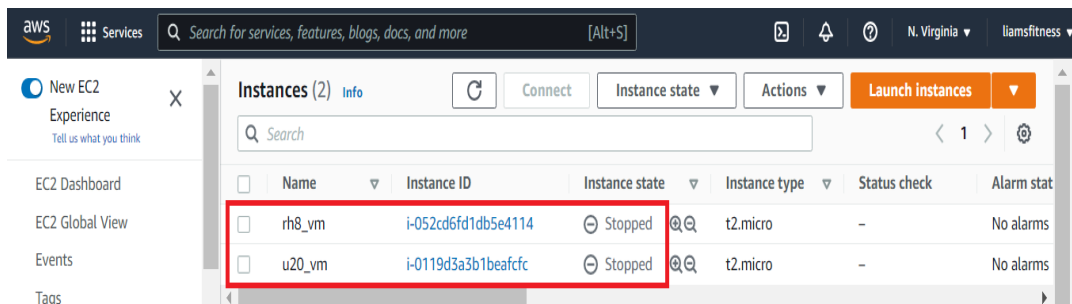 aws Services Search for services, features, blogs, docs, and more [Alt+S] N. Virginia ▼ liamsfitness ▼
New EC2
Experience
Tell us what you think
X
EC2 Dashboard
EC2 Global View
Events
Tags
Instances (2) Info Connect Instance state ▼ Actions ▼ Launch instances ▼
Search
1
Name Instance ID Instance state Instance type Status check Alarm stat
rh8_vm i-052cd6fd1db5e4114 Stopped t2.micro – No alarms
u20_vm i-0119d3a3b1beafcfc Stopped t2.micro – No alarms